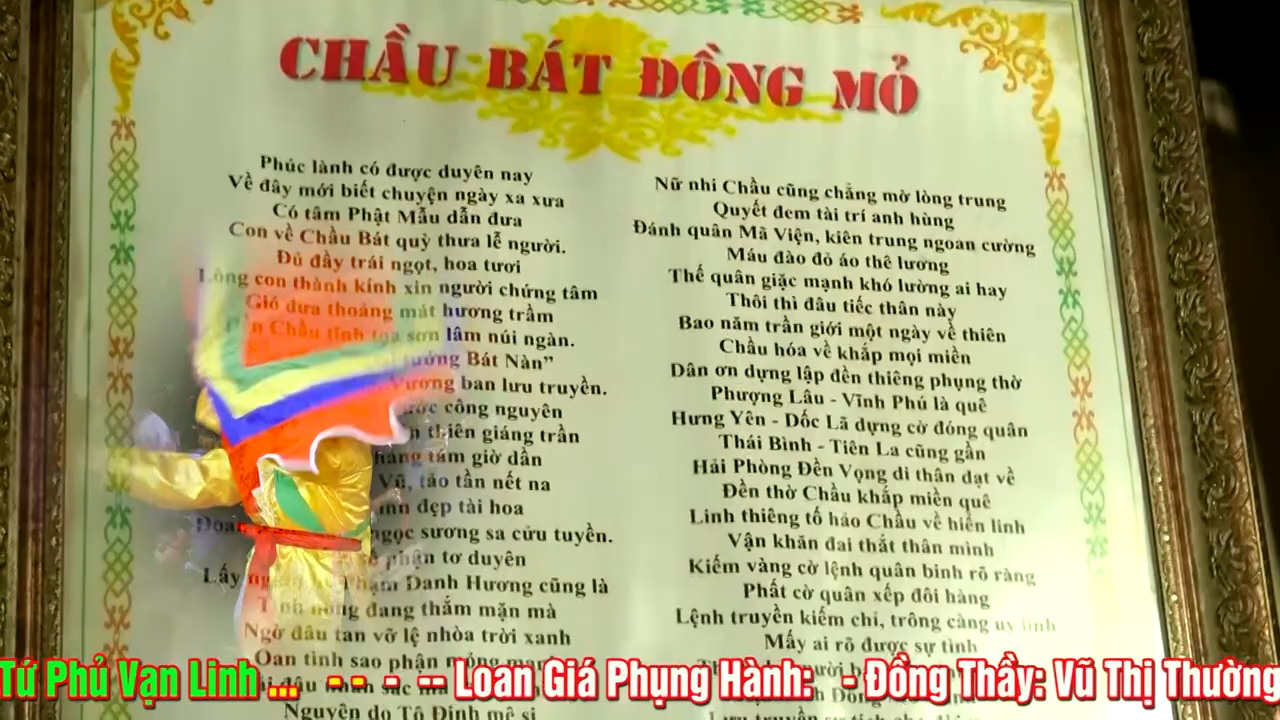 CHẦU BÁT ĐỒNG MỎ
Phúc lành có được duyên nay
Về đây mới biết chuyện ngày xa xưa
Có tâm Phật Mẫu dẫn đưa
Con về Chầu Bát quỳ thưa lễ người.
Đủ đầy trái ngọt, hoa tươi
Lòng con thành kính xin người chứng tâm
Gió đưa thoảng mát hương trầm
Chầu tĩnh tọa sơn lâm núi ngàn.
tướng Bát Nàn”
Vương ban lưu truyền.
công nguyên
thiên giáng trần
tháng tám giờ dần
Vũ, tảo tần nết na
đẹp tài hoa
ngọc sương sa cửu tuyền.
phận tơ duyên
Lấy Phạm Danh Hương cũng là
Tình nồng đang thắm mặn mà
Ngờ đâu tan vỡ lệ nhòa trời xanh
Oan tình sao phận mỏng
Nguyên do Tô Định mê si
Nữ nhi Chầu cũng chẳng mờ lòng trung
Quyết đem tài trí anh hùng
Đánh quân Mã Viện, kiên trung ngoan cường
Máu đào đỏ áo thê lương
Thế quân giặc mạnh khó lường ai hay
Thôi thì đâu tiếc thân này
Bao năm trần giới một ngày về thiên
Chầu hóa về khắp mọi miền
Dân ơn dựng lập đền thiêng phụng thờ
Phượng Lâu - Vĩnh Phú là quê
Hưng Yên - Dốc Lã dựng cờ đóng quân
Thái Bình - Tiên La cũng gần
Hải Phòng Đền Vọng di thân dạt về
Đền thờ Chầu khắp miền quê
Linh thiêng tố hảo Chầu về hiển linh
Vận khăn đai thắt thân mình
Kiếm vàng cờ lệnh quân binh rõ ràng
Phất cờ quân xếp đôi hàng
Lệnh truyền kiếm chỉ, trông càng uy linh
Mấy ai rõ được sự tình
Tứ Phủ Vạn Linh ... - - - -- Loan Giá Phụng Hành: - Đồng Thầy: Vũ Thị Thường